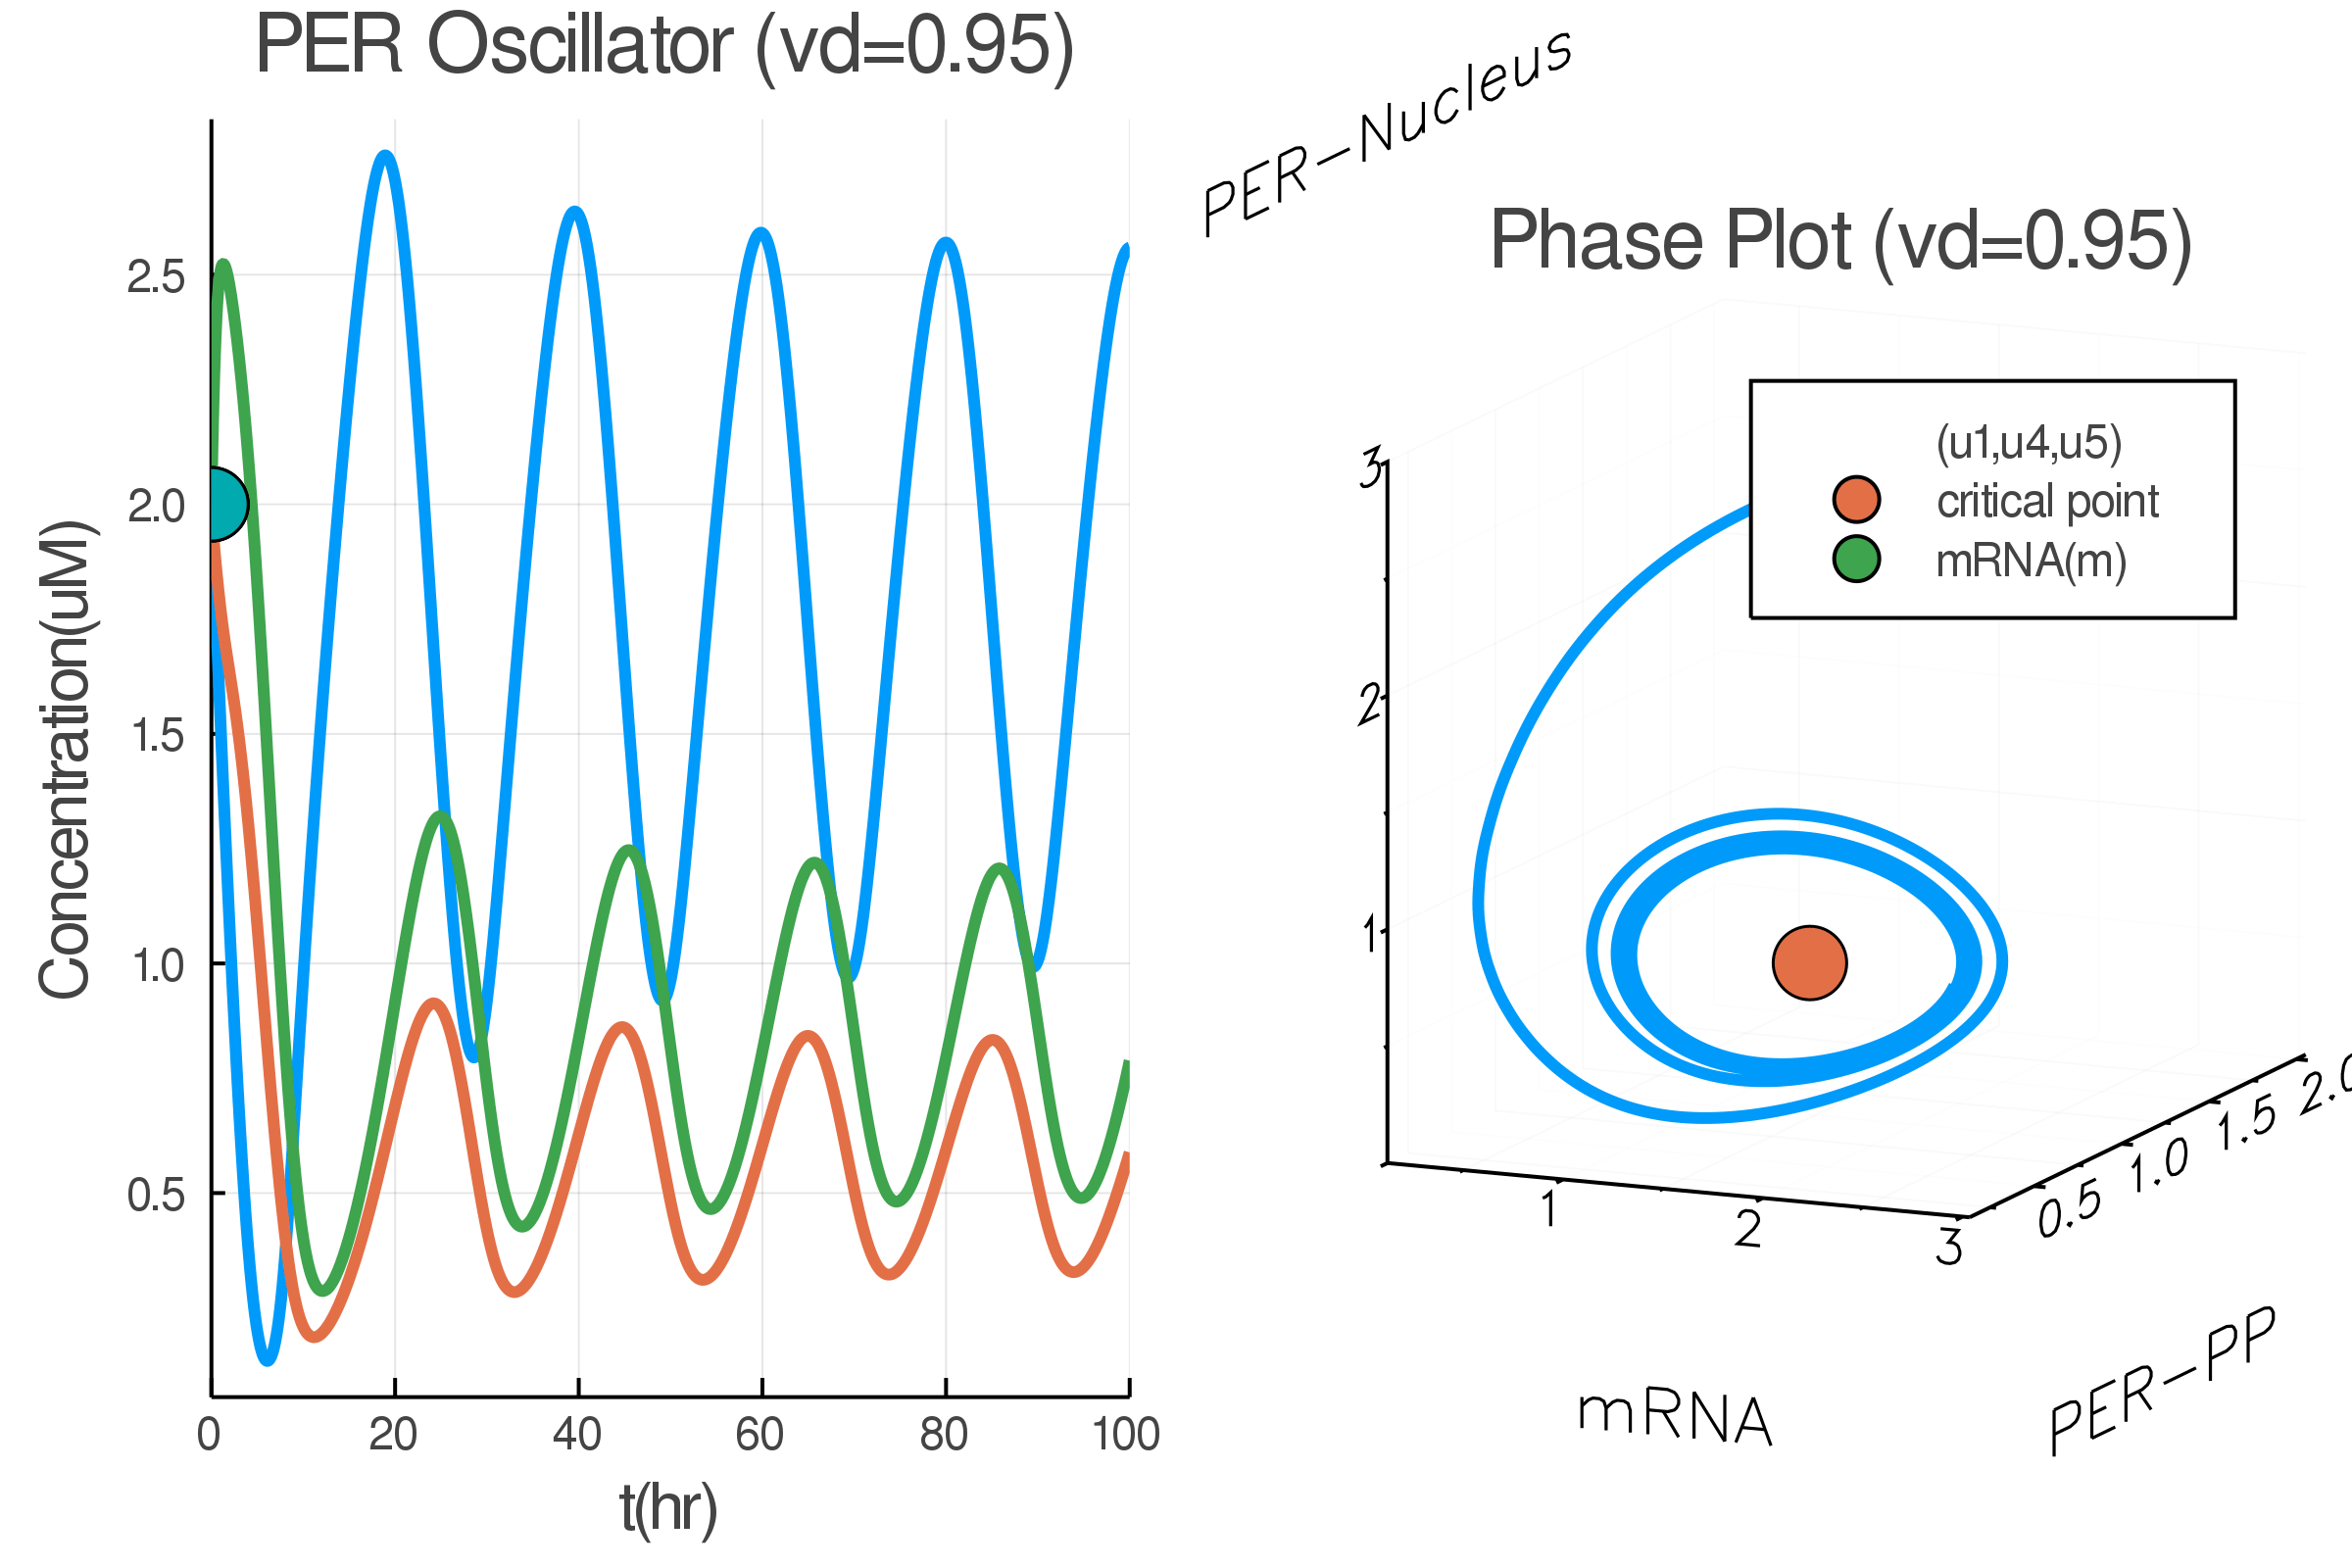 PER Oscillator (vd=0.95)
Concentration(uM)
2.5
2.0
1.5
1.0
0.5
0 20 40 60 80 100
t(hr)
PER-Nucleus
Phase Plot (vd=0.95)
(u1,u4,u5)
critical point
mRNA(m)
3
2
1
1 2 3
0.5 1.0 1.5 2.0
mRNA
PER-PP